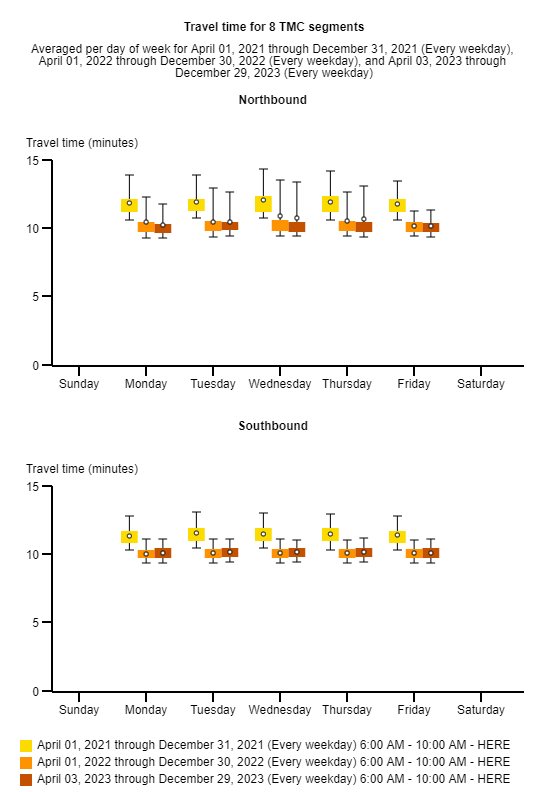 Travel time for 8 TMC segments
Averaged per day of week for April 01, 2021 through December 31, 2021 (Every weekday),
April 01, 2022 through December 30, 2022 (Every weekday), and April 03, 2023 through
December 29, 2023 (Every weekday)
Northbound
Travel time (minutes)
15
10
5
0
Sunday Monday Tuesday Wednesday Thursday Friday Saturday
Southbound
Travel time (minutes)
15
10
5
0
Sunday Monday Tuesday Wednesday Thursday Friday Saturday
April 01, 2021 through December 31, 2021 (Every weekday) 6:00 AM - 10:00 AM - HERE
April 01, 2022 through December 30, 2022 (Every weekday) 6:00 AM - 10:00 AM - HERE
April 03, 2023 through December 29, 2023 (Every weekday) 6:00 AM - 10:00 AM - HERE